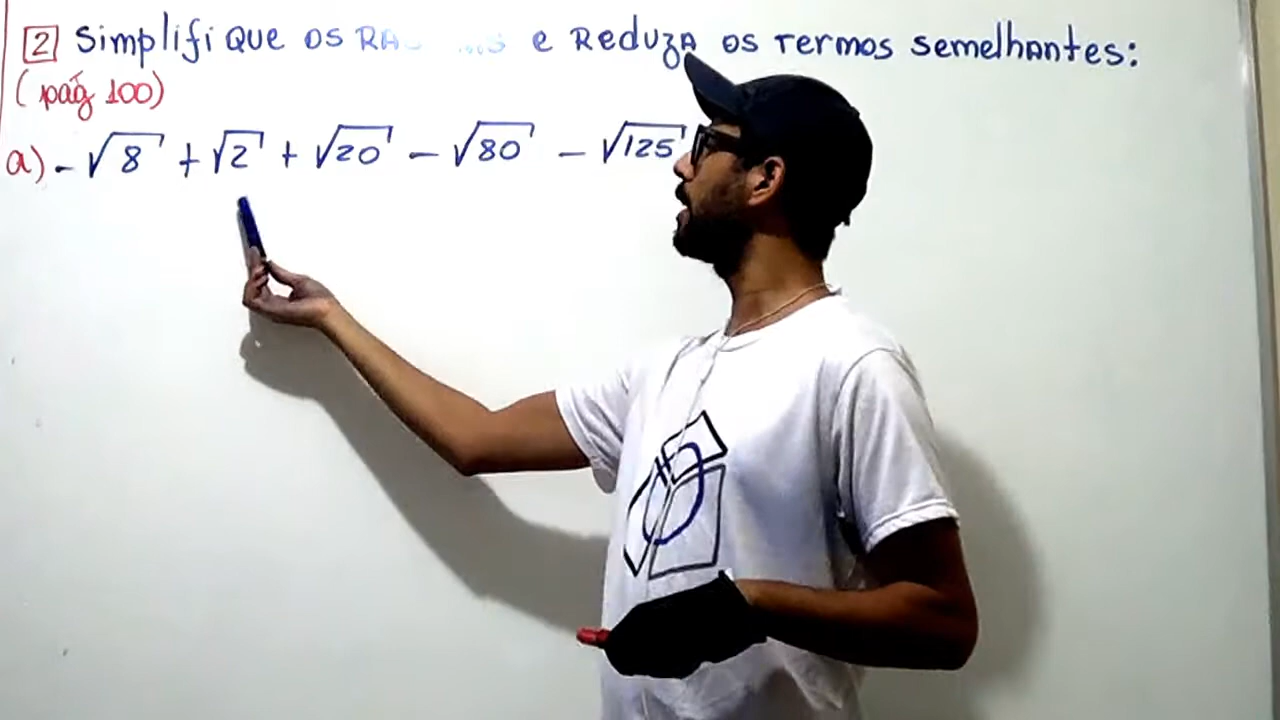 2 Simplifique os e Reduza os termos semelhantes:
(pág 100)
a) - √8 + √2 + √20 - √80 - √125